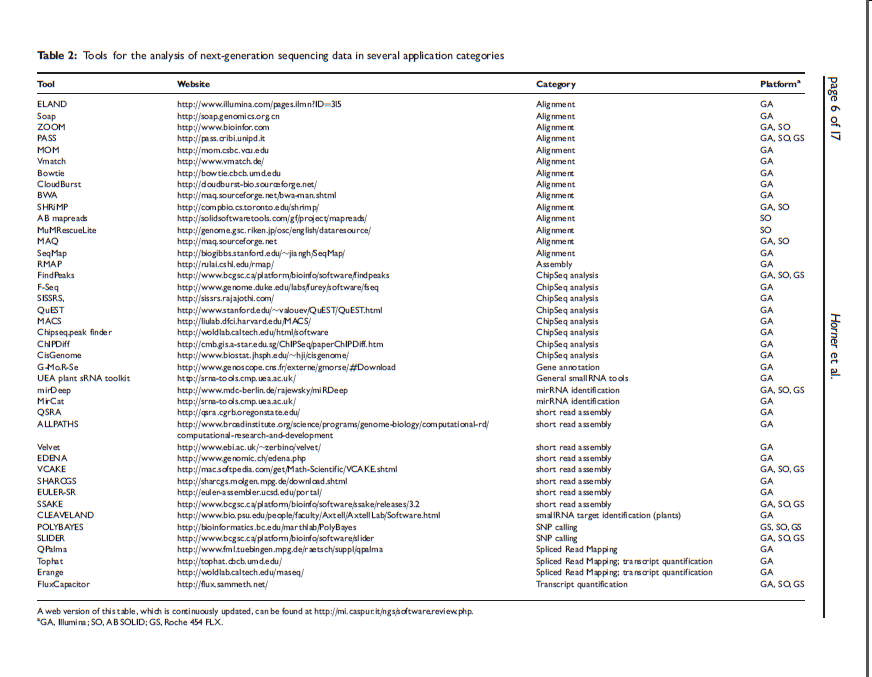 Table 2: Tools for the analysis of next-generation sequencing data in several application categories
Tool Website Category Platformª
ELAND http://www.illumina.com/pages.ilmn?ID=315 Alignment GA
Soap http://soap.genomics.org.cn Alignment GA
ZOOM http://www.bioinfor.com Alignment GA, SO
PASS http://pass.cribi.unipd.it Alignment GA, SO, GS
MOM http://mom.csbc.vcu.edu Alignment GA
Vmatch http://www.vmatch.de/ Alignment GA
Bowtie http://bowtie.cbcb.umd.edu Alignment GA
CloudBurst http://cloudburst-bio.sourceforge.net/ Alignment GA
BWA http://maq.sourceforge.net/bwa-man.shtml Alignment GA
SHRiMP http://compbio.cs.toronto.edu/shrimp/ Alignment GA, SO
AB mapreads http://solidsoftwaretools.com/gf/project/mapreads/ Alignment SO
MuMRescueLite http://genome.gsc.riken.jp/osc/english/dataresource/ Alignment SO
MAQ http://maq.sourceforge.net Alignment GA, SO
SeqMap http://biogibbs.stanford.edu/~jiangh/SeqMap/ Alignment GA
RMAP http://rulai.cshl.edu/rmap/ Assembly GA
FindPeaks http://www.bcgsc.ca/platform/bioinfo/software/findpeaks ChipSeq analysis GA, SO, GS
F-Seq http://www.genome.duke.edu/labs/furey/software/fseq ChipSeq analysis GA
SISSRS, http://sissrs.rajajothi.com/ ChipSeq analysis GA
QuEST http://www.stanford.edu/~valouev/QuEST/QuEST.html ChipSeq analysis GA
MACS http://liulab.dfci.harvard.edu/MACS/ ChipSeq analysis GA
Chipseq.peak finder http://woldlab.caltech.edu/html/software ChipSeq analysis GA
ChIPDiff http://cmb.gis.a-star.edu.sg/ChIPSeq/paperChIPDiff.htm ChipSeq analysis GA
CisGenome http://www.biostat.jhsph.edu/~hji/cisgenome/ ChipSeq analysis GA
G-Mo.R-Se http://www.genoscope.cns.fr/externe/gmorse/#Download Gene annotation GA
UEA plant sRNA toolkit http://srna-tools.cmp.uea.ac.uk/ General smallRNA tools GA
mirDeep http://www.mdc-berlin.de/rajewsky/miRDeep mirRNA identification GA, SO, GS
MirCat http://srna-tools.cmp.uea.ac.uk/ mirRNA identification GA
QSRA http://qsra.cgrb.oregonstate.edu/ short read assembly GA
ALLPATHS http://www.broadinstitute.org/science/programs/genome-biology/computational-rd/ short read assembly GA
computational-research-and-development
Velvet http://www.ebi.ac.uk/~zerbino/velvet/ short read assembly GA
EDENA http://www.genomic.ch/edena.php short read assembly GA
VCAKE http://mac.softpedia.com/get/Math-Scientific/VCAKE.shtml short read assembly GA, SO, GS
SHARCGS http://sharcgs.molgen.mpg.de/download.shtml short read assembly GA
EULER-SR http://euler-assembler.ucsd.edu/portal/ short read assembly GA
SSAKE http://www.bcgsc.ca/platform/bioinfo/software/ssake/releases/3.2 short read assembly GA, SO, GS
CLEAVELAND http://www.bio.psu.edu/people/faculty/Axtell/AxtellLab/Software.html smallRNA target identification (plants) GA
POLYBAYES http://bioinformatics.bc.edu/marthlab/PolyBayes SNP calling GS, SO, GS
SLIDER http://www.bcgsc.ca/platform/bioinfo/software/slider SNP calling GA, SO, GS
QPalma http://www.fml.tuebingen.mpg.de/raetsch/suppl/qpalma Spliced Read Mapping GA
Tophat http://tophat.cbcb.umd.edu/ Spliced Read Mapping; transcript quantification GA
Erange http://woldlab.caltech.edu/rnaseq/ Spliced Read Mapping; transcript quantification GA
FluxCapacitor http://flux.sammeth.net/ Transcript quantification GA, SO, GS
A web version of this table, which is continuously updated, can be found at http://mi.caspur.it/ngs/software.review.php.
ªGA, Illumina; SO, AB SOLID; GS, Roche 454 FLX.
page 6 of 17
Horner et al.